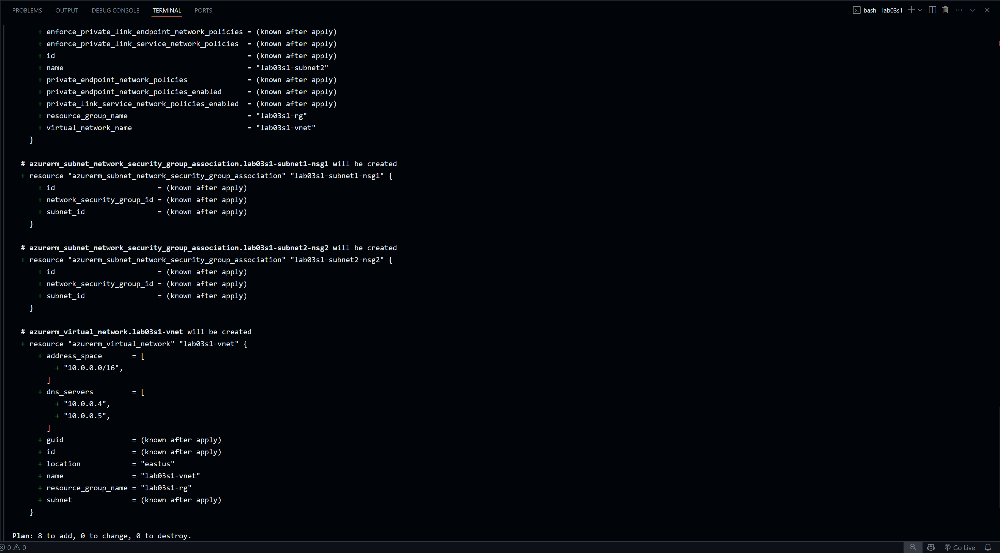 PROBLEMS OUTPUT DEBUG CONSOLE TERMINAL PORTS bash - lab03s1
+ enforce_private_link_endpoint_network_policies = (known after apply)
+ enforce_private_link_service_network_policies = (known after apply)
+ id = (known after apply)
+ name = "lab03s1-subnet2"
+ private_endpoint_network_policies = (known after apply)
+ private_endpoint_network_policies_enabled = (known after apply)
+ private_link_service_network_policies_enabled = (known after apply)
+ resource_group_name = "lab03s1-rg"
+ virtual_network_name = "lab03s1-vnet"
}
# azurerm_subnet_network_security_group_association.lab03s1-subnet1-nsg1 will be created
+ resource "azurerm_subnet_network_security_group_association" "lab03s1-subnet1-nsg1" {
+ id = (known after apply)
+ network_security_group_id = (known after apply)
+ subnet_id = (known after apply)
}
# azurerm_subnet_network_security_group_association.lab03s1-subnet2-nsg2 will be created
+ resource "azurerm_subnet_network_security_group_association" "lab03s1-subnet2-nsg2" {
+ id = (known after apply)
+ network_security_group_id = (known after apply)
+ subnet_id = (known after apply)
}
# azurerm_virtual_network.lab03s1-vnet will be created
+ resource "azurerm_virtual_network" "lab03s1-vnet" {
+ address_space = [
+ "10.0.0.0/16",
]
+ dns_servers = [
+ "10.0.0.4",
+ "10.0.0.5",
]
+ guid = (known after apply)
+ id = (known after apply)
+ location = "eastus"
+ name = "lab03s1-vnet"
+ resource_group_name = "lab03s1-rg"
+ subnet = (known after apply)
}
Plan: 8 to add, 0 to change, 0 to destroy.
0 0 Go Live